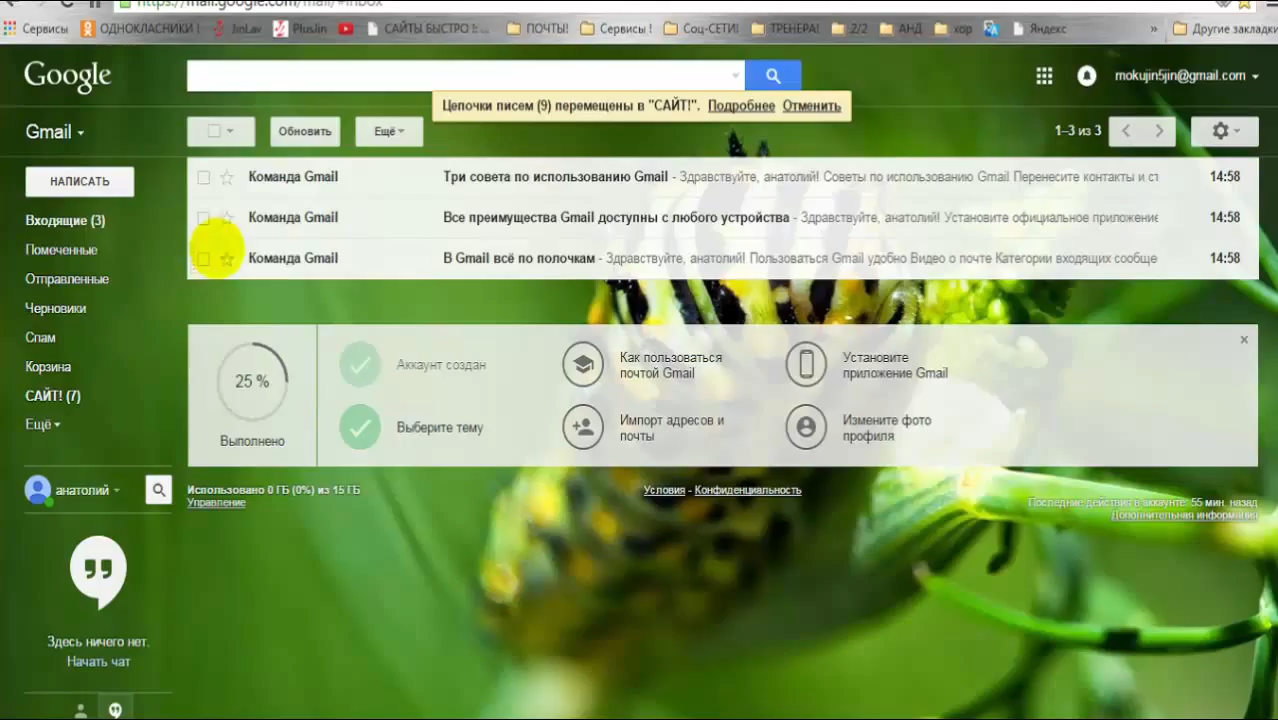 https://mail.google.com/mail/#inbox
Сервисы
ОДНОКЛАСНИКИ !
JinLav
PlusJin
САЙТЫ БЫСТРО !: ...
ПОЧТЫ!
Сервисы !
Соц-СЕТИ!
ТРЕНЕРА!
2/2
АНД
хор
Яндекс
»
Другие закладки
Google
mokujin5jin@gmail.com
Цепочки писем (9) перемещены в "САЙТ!". Подробнее Отменить
Gmail
Обновить
Ещё
1–3 из 3
НАПИСАТЬ
Команда Gmail
Три совета по использованию Gmail - Здравствуйте, анатолий! Советы по использованию Gmail Перенесите контакты и ст
14:58
Команда Gmail
Все преимущества Gmail доступны с любого устройства - Здравствуйте, анатолий! Установите официальное приложение
14:58
Команда Gmail
В Gmail всё по полочкам - Здравствуйте, анатолий! Пользоваться Gmail удобно Видео о почте Категории входящих сообще
14:58
Входящие (3)
Помеченные
Отправленные
Черновики
Спам
Корзина
САЙТ! (7)
Ещё
25 %
Выполнено
Аккаунт создан
Выберите тему
Как пользоваться
почтой Gmail
Импорт адресов и
почты
Установите
приложение Gmail
Измените фото
профиля
анатолий
Использовано 0 ГБ (0%) из 15 ГБ
Управление
Условия - Конфиденциальность
Последние действия в аккаунте: 55 мин. назад
Дополнительная информация
Здесь ничего нет.
Начать чат